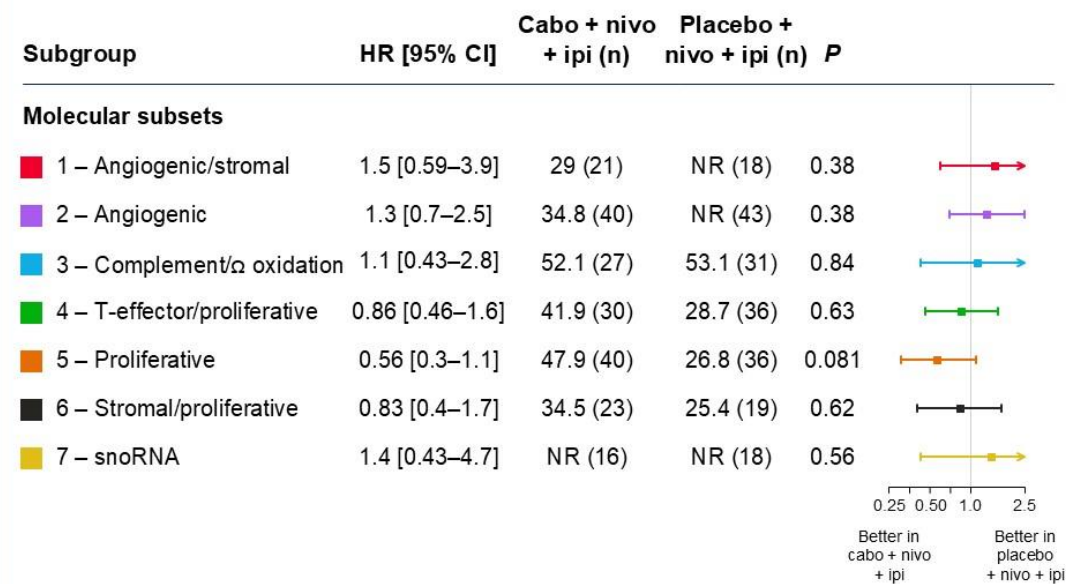 Subgroup HR [95% CI] Cabo + nivo + ipi (n) Placebo + nivo + ipi (n) P
Molecular subsets
1 – Angiogenic/stromal 1.5 [0.59–3.9] 29 (21) NR (18) 0.38
2 – Angiogenic 1.3 [0.7–2.5] 34.8 (40) NR (43) 0.38
3 – Complement/Ω oxidation 1.1 [0.43–2.8] 52.1 (27) 53.1 (31) 0.84
4 – T-effector/proliferative 0.86 [0.46–1.6] 41.9 (30) 28.7 (36) 0.63
5 – Proliferative 0.56 [0.3–1.1] 47.9 (40) 26.8 (36) 0.081
6 – Stromal/proliferative 0.83 [0.4–1.7] 34.5 (23) 25.4 (19) 0.62
7 – snoRNA 1.4 [0.43–4.7] NR (16) NR (18) 0.56
0.25 0.50 1.0 2.5
Better in cabo + nivo + ipi
Better in placebo + nivo + ipi